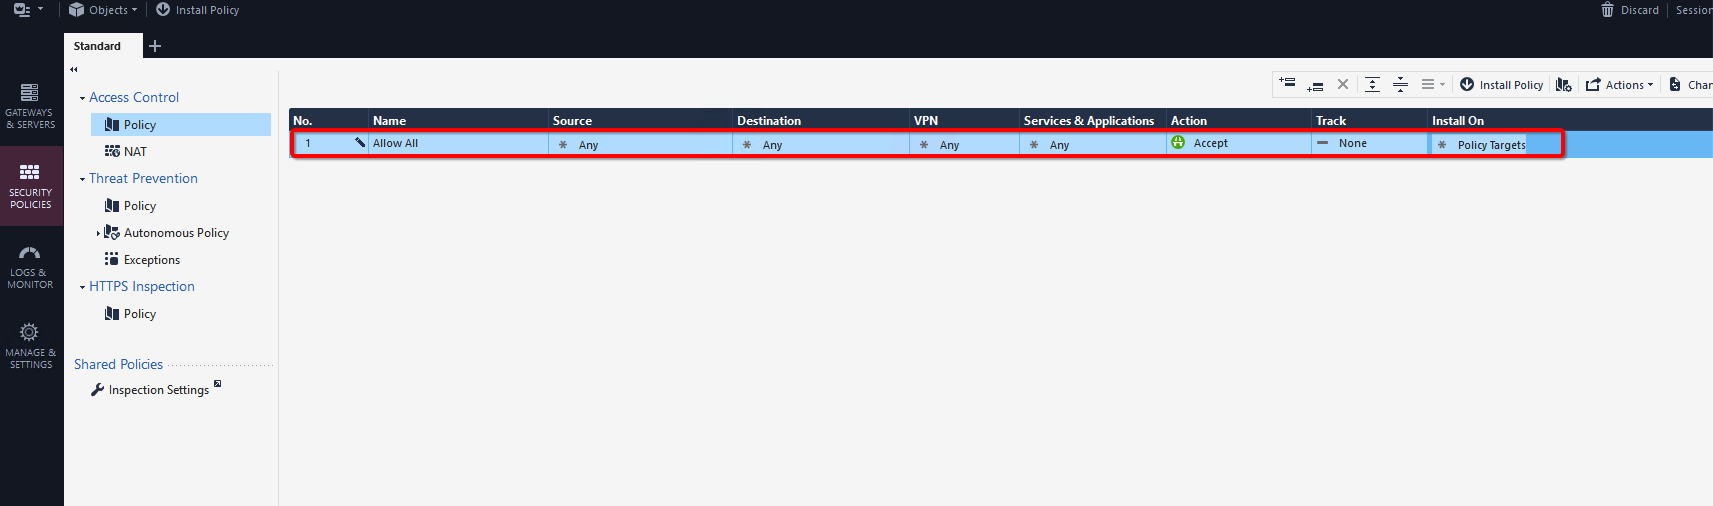 Objects Install Policy Discard Session
Standard
Install Policy Actions Chan
GATEWAYS & SERVERS
SECURITY POLICIES
LOGS & MONITOR
MANAGE & SETTINGS
Access Control
Policy
NAT
Threat Prevention
Policy
Autonomous Policy
Exceptions
HTTPS Inspection
Policy
Shared Policies
Inspection Settings
No. Name Source Destination VPN Services & Applications Action Track Install On
1 Allow All * Any * Any * Any * Any Accept None * Policy Targets